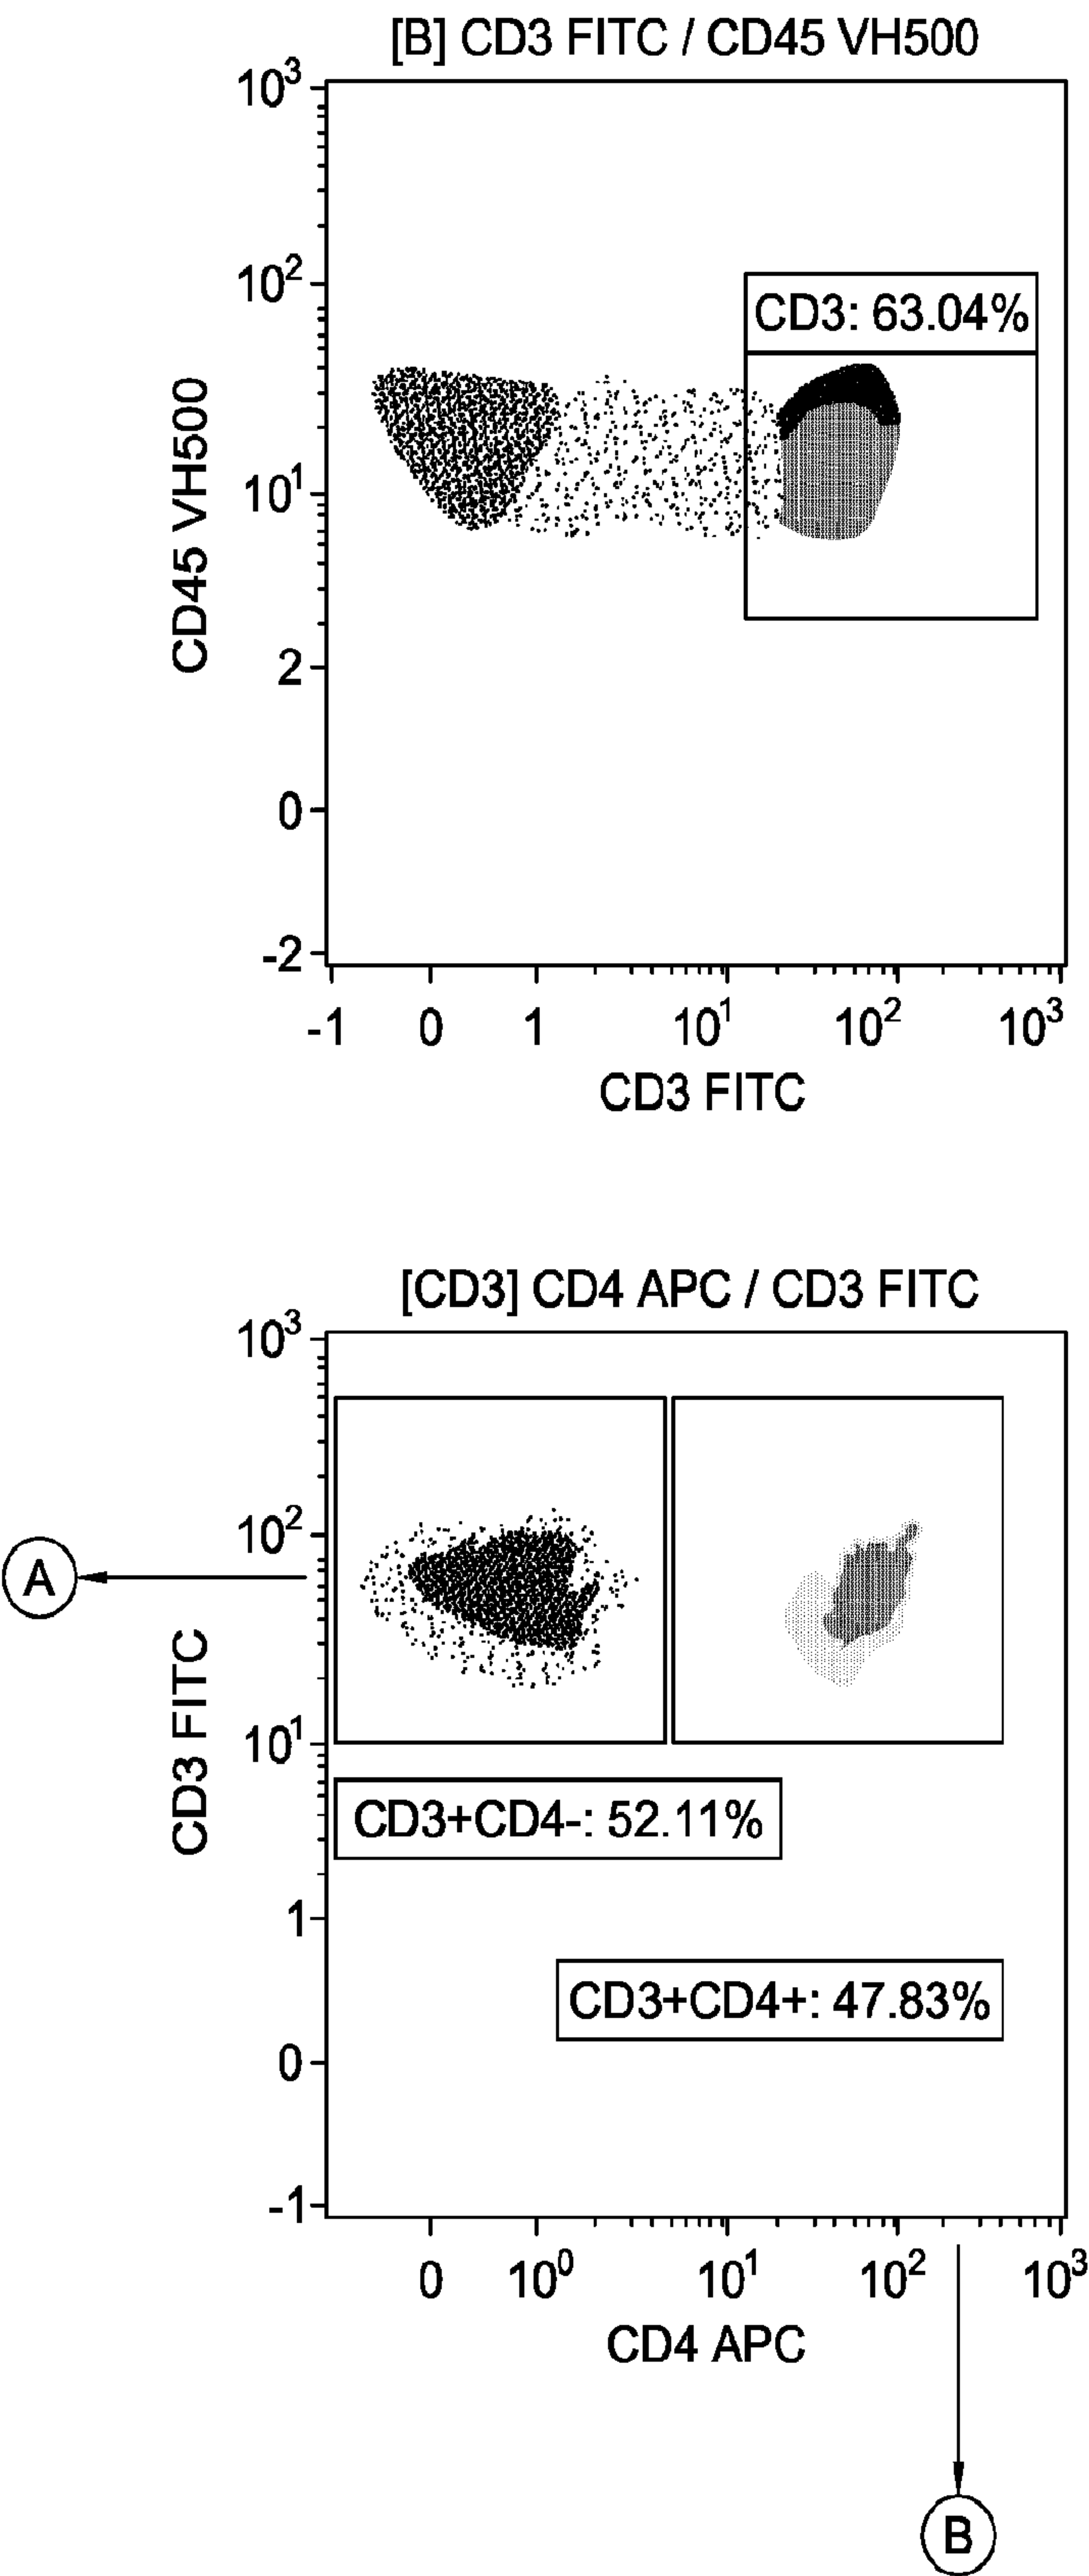 [B] CD3 FITC / CD45 VH500
10³
10²
10¹
2
0
-2
CD45 VH500
CD3: 63.04%
-1 0 1 10¹ 10² 10³
CD3 FITC
[CD3] CD4 APC / CD3 FITC
10³
10²
10¹
1
0
-1
A
CD3 FITC
CD3+CD4-: 52.11%
CD3+CD4+: 47.83%
0 10⁰ 10¹ 10² 10³
CD4 APC
B